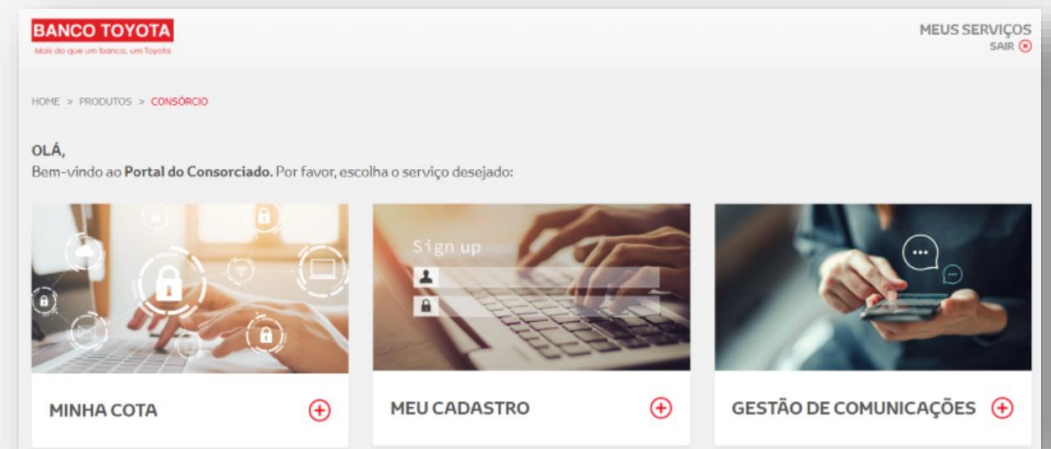 BANCO TOYOTA
Mais do que um banco, um Toyota
MEUS SERVIÇOS
SAIR
HOME > PRODUTOS > CONSÓRCIO
OLÁ,
Bem-vindo ao Portal do Consorciado. Por favor, escolha o serviço desejado:
Sign up
MINHA COTA
MEU CADASTRO
GESTÃO DE COMUNICAÇÕES